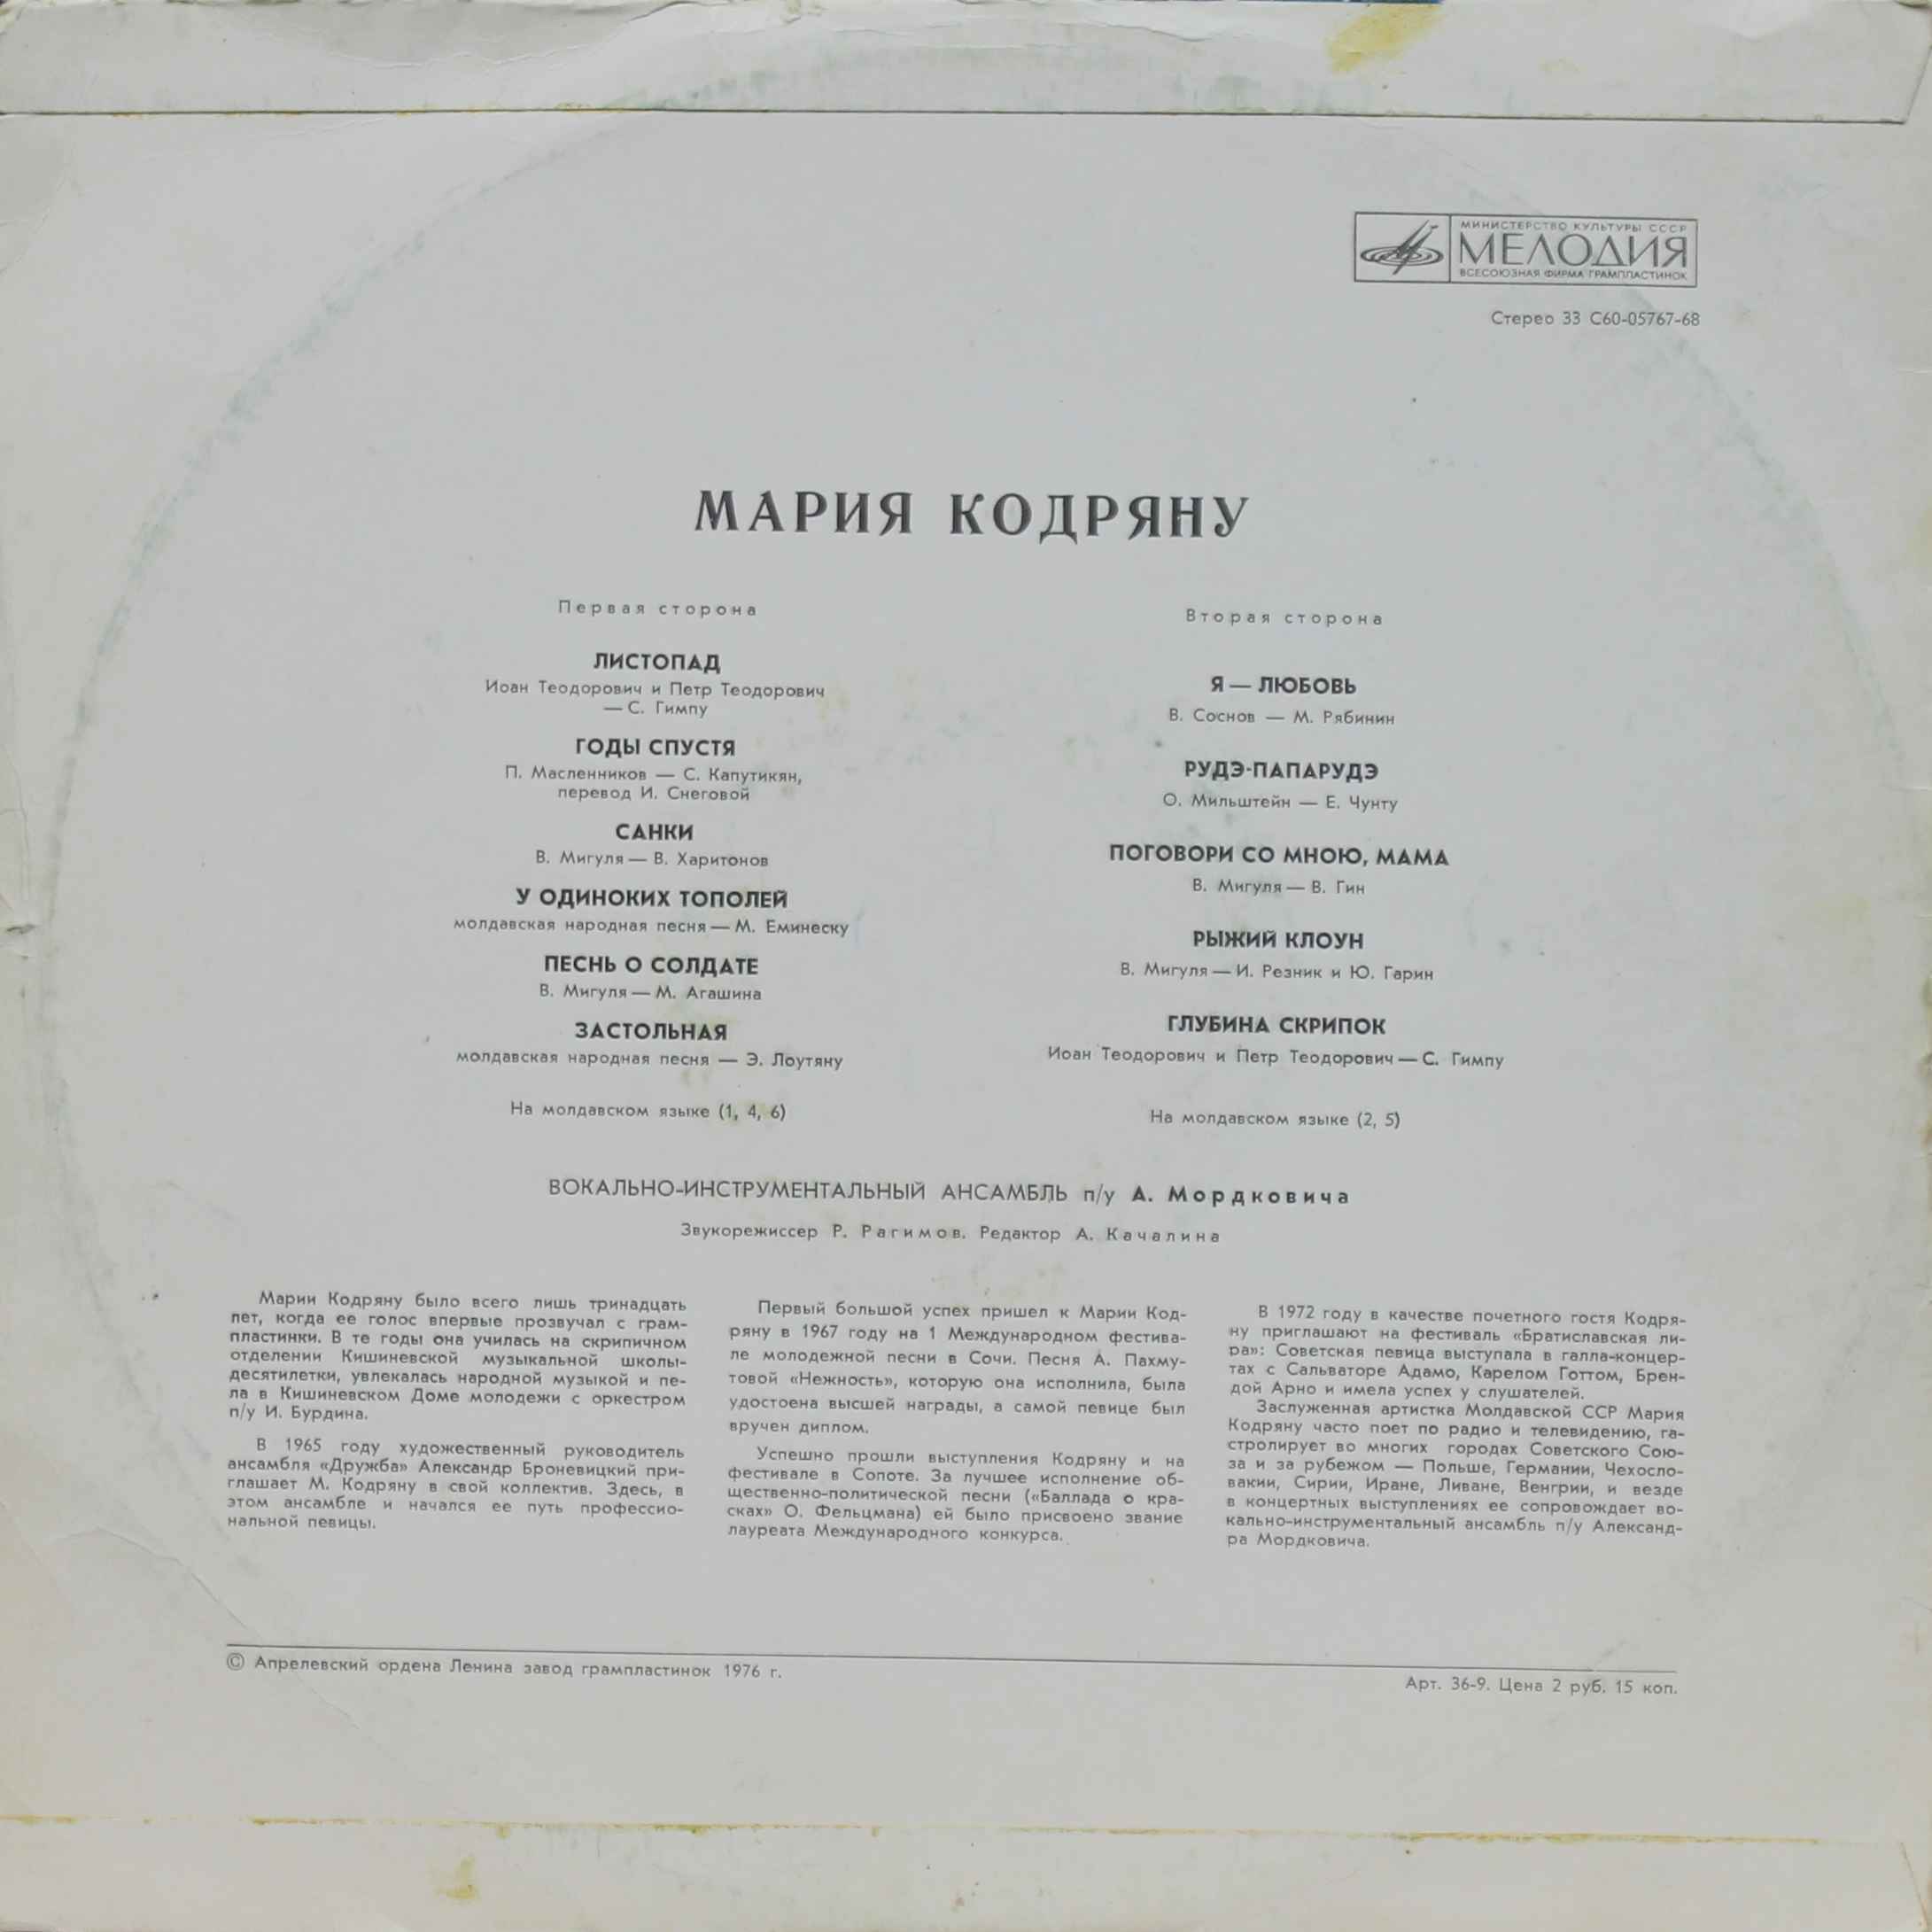 МИНИСТЕРСТВО КУЛЬТУРЫ СССР
МЕЛОДИЯ
ВСЕСОЮЗНАЯ ФИРМА ГРАМПЛАСТИНОК
Стерео 33 С60-05767-68
МАРИЯ КОДРЯНУ
Первая сторона
ЛИСТОПАД
Иоан Теодорович и Петр Теодорович
— С. Гимпу
ГОДЫ СПУСТЯ
П. Масленников — С. Капутикян,
перевод И. Снеговой
САНКИ
В. Мигуля — В. Харитонов
У ОДИНОКИХ ТОПОЛЕЙ
молдавская народная песня — М. Еминеску
ПЕСНЬ О СОЛДАТЕ
В. Мигуля — М. Агашина
ЗАСТОЛЬНАЯ
молдавская народная песня — Э. Лоутяну
На молдавском языке (1, 4, 6)
Вторая сторона
Я — ЛЮБОВЬ
В. Соснов — М. Рябинин
РУДЭ-ПАПАРУДЭ
О. Мильштейн — Е. Чунту
ПОГОВОРИ СО МНОЮ, МАМА
В. Мигуля — В. Гин
РЫЖИЙ КЛОУН
В. Мигуля — И. Резник и Ю. Гарин
ГЛУБИНА СКРИПОК
Иоан Теодорович и Петр Теодорович — С. Гимпу
На молдавском языке (2, 5)
ВОКАЛЬНО-ИНСТРУМЕНТАЛЬНЫЙ АНСАМБЛЬ п/у А. Мордковича
Звукорежиссер Р. Рагимов. Редактор А. Качалина
Марии Кодряну было всего лишь тринадцать
лет, когда ее голос впервые прозвучал с грам-
пластинки. В те годы она училась на скрипичном
отделении Кишиневской музыкальной школы-
десятилетки, увлекалась народной музыкой и пе-
ла в Кишиневском Доме молодежи с оркестром
п/у И. Бурдина.
В 1965 году художественный руководитель
ансамбля «Дружба» Александр Броневицкий при-
глашает М. Кодряну в свой коллектив. Здесь, в
этом ансамбле и начался ее путь профессио-
нальной певицы.
Первый большой успех пришел к Марии Код-
ряну в 1967 году на 1 Международном фестива-
ле молодежной песни в Сочи. Песня А. Пахму-
товой «Нежность», которую она исполнила, была
удостоена высшей награды, а самой певице был
вручен диплом.
Успешно прошли выступления Кодряну и на
фестивале в Сопоте. За лучшее исполнение об-
щественно-политической песни («Баллада о кра-
сках» О. Фельцмана) ей было присвоено звание
лауреата Международного конкурса.
В 1972 году в качестве почетного гостя Кодря-
ну приглашают на фестиваль «Братиславская ли-
ра»: Советская певица выступала в галла-концер-
тах с Сальваторе Адамо, Карелом Готтом, Брен-
дой Арно и имела успех у слушателей.
Заслуженная артистка Молдавской ССР Мария
Кодряну часто поет по радио и телевидению, га-
стролирует во многих городах Советского Сою-
за и за рубежом — Польше, Германии, Чехосло-
вакии, Сирии, Иране, Ливане, Венгрии, и везде
в концертных выступлениях ее сопровождает во-
кально-инструментальный ансамбль п/у Александ-
ра Мордковича.
© Апрелевский ордена Ленина завод грампластинок 1976 г.
Арт. 36-9. Цена 2 руб. 15 коп.